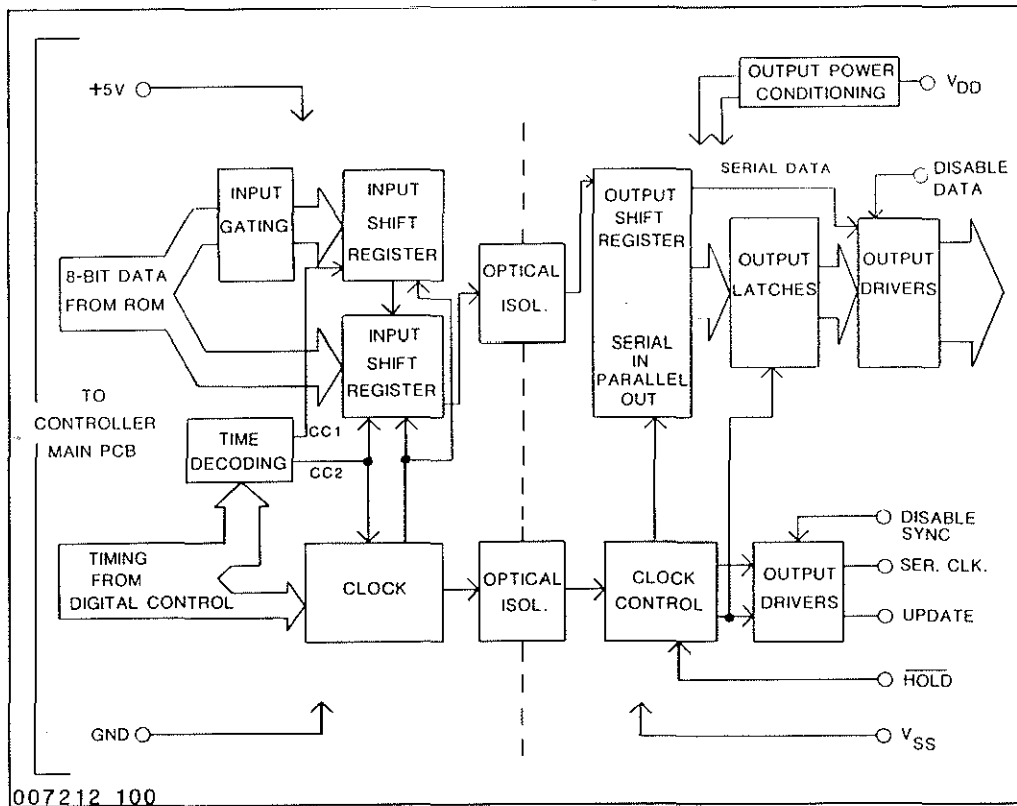 +5V
OUTPUT POWER
CONDITIONING
VDD
SERIAL DATA
DISABLE
DATA
INPUT
GATING
INPUT
SHIFT
REGISTER
OUTPUT
SHIFT
REGISTER
SERIAL
IN
PARALLEL
OUT
OPTICAL
ISOL.
OUTPUT
LATCHES
OUTPUT
DRIVERS
8-BIT DATA
FROM ROM
INPUT
SHIFT
REGISTER
TO
CONTROLLER
MAIN PCB
TIME
DECODING
CC1
CC2
TIMING
FROM
DIGITAL CONTROL
CLOCK
OPTICAL
ISOL.
CLOCK
CONTROL
OUTPUT
DRIVERS
DISABLE
SYNC
SER. CLK.
UPDATE
HOLD
GND
VSS
007212 100